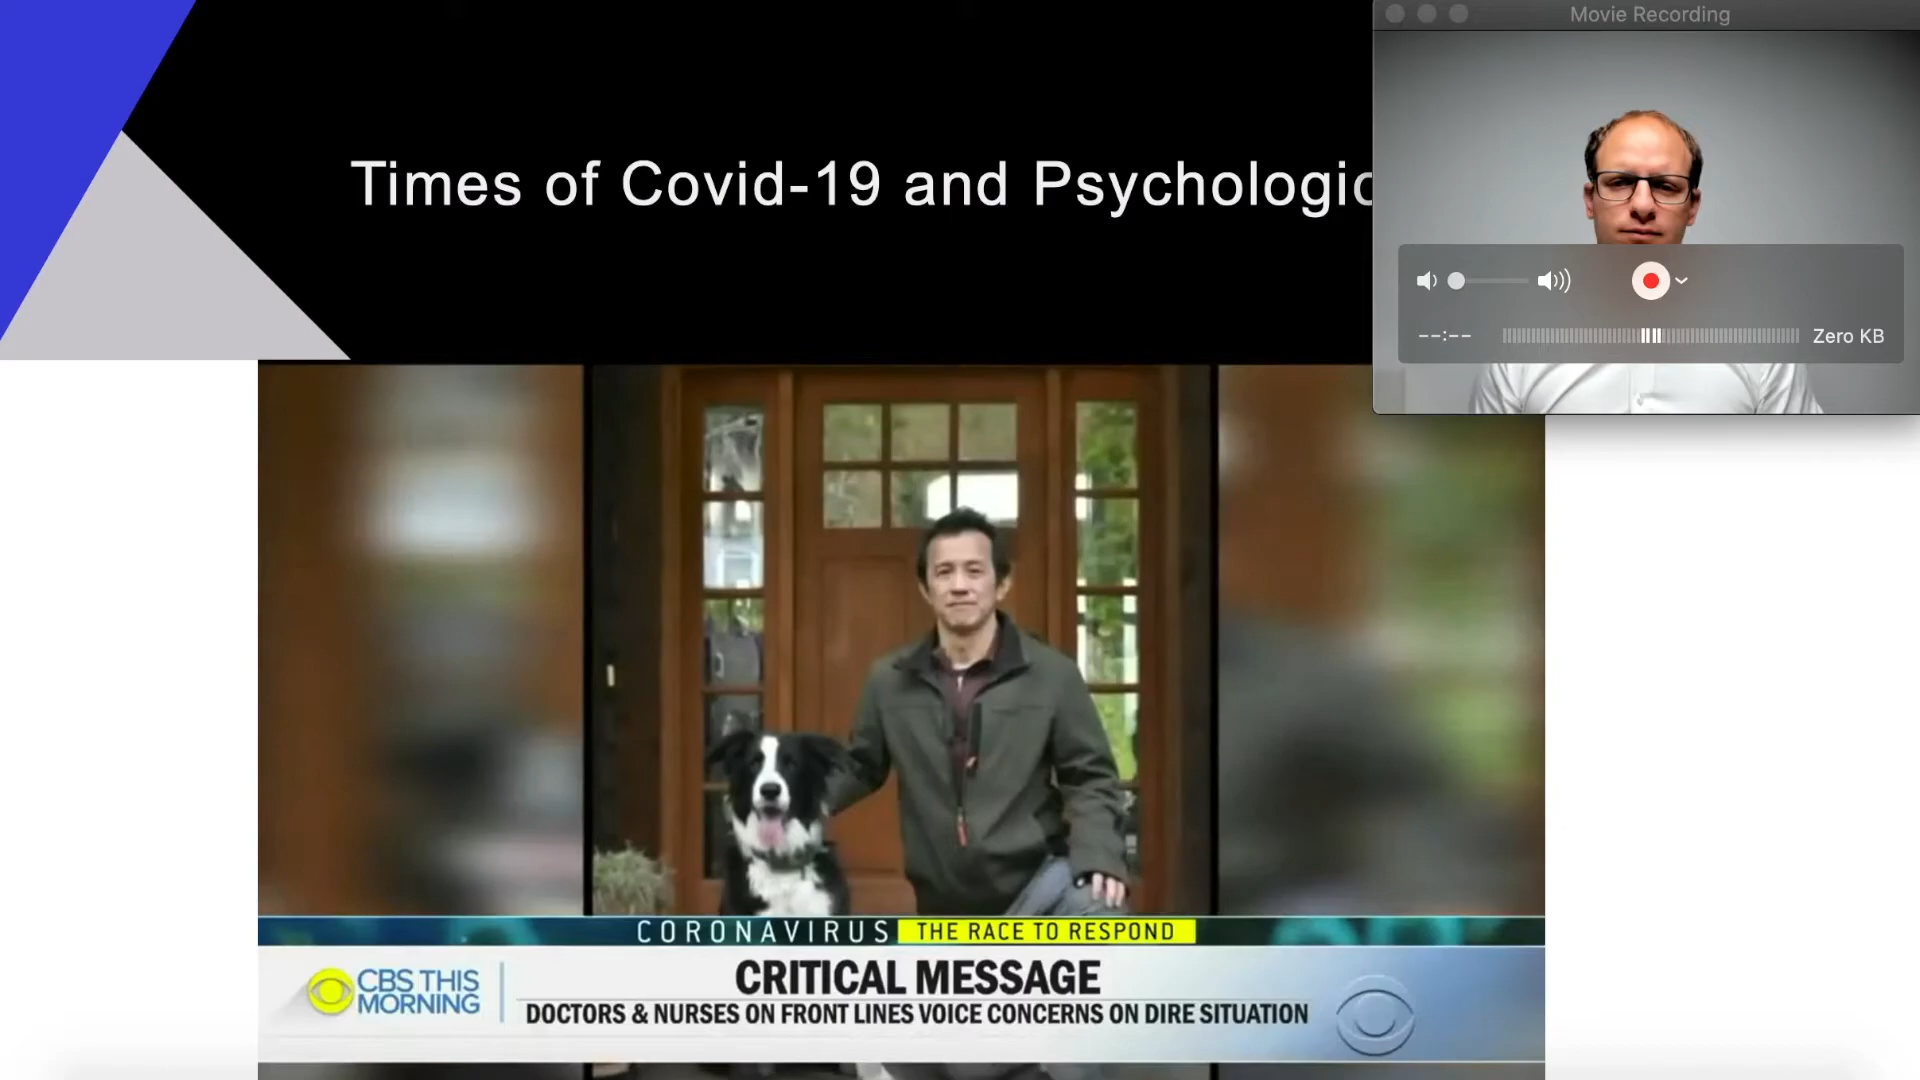 Movie Recording
Times of Covid-19 and Psychologic
--:--
Zero KB
CORONAVIRUS THE RACE TO RESPOND
CBS THIS
MORNING
CRITICAL MESSAGE
DOCTORS & NURSES ON FRONT LINES VOICE CONCERNS ON DIRE SITUATION